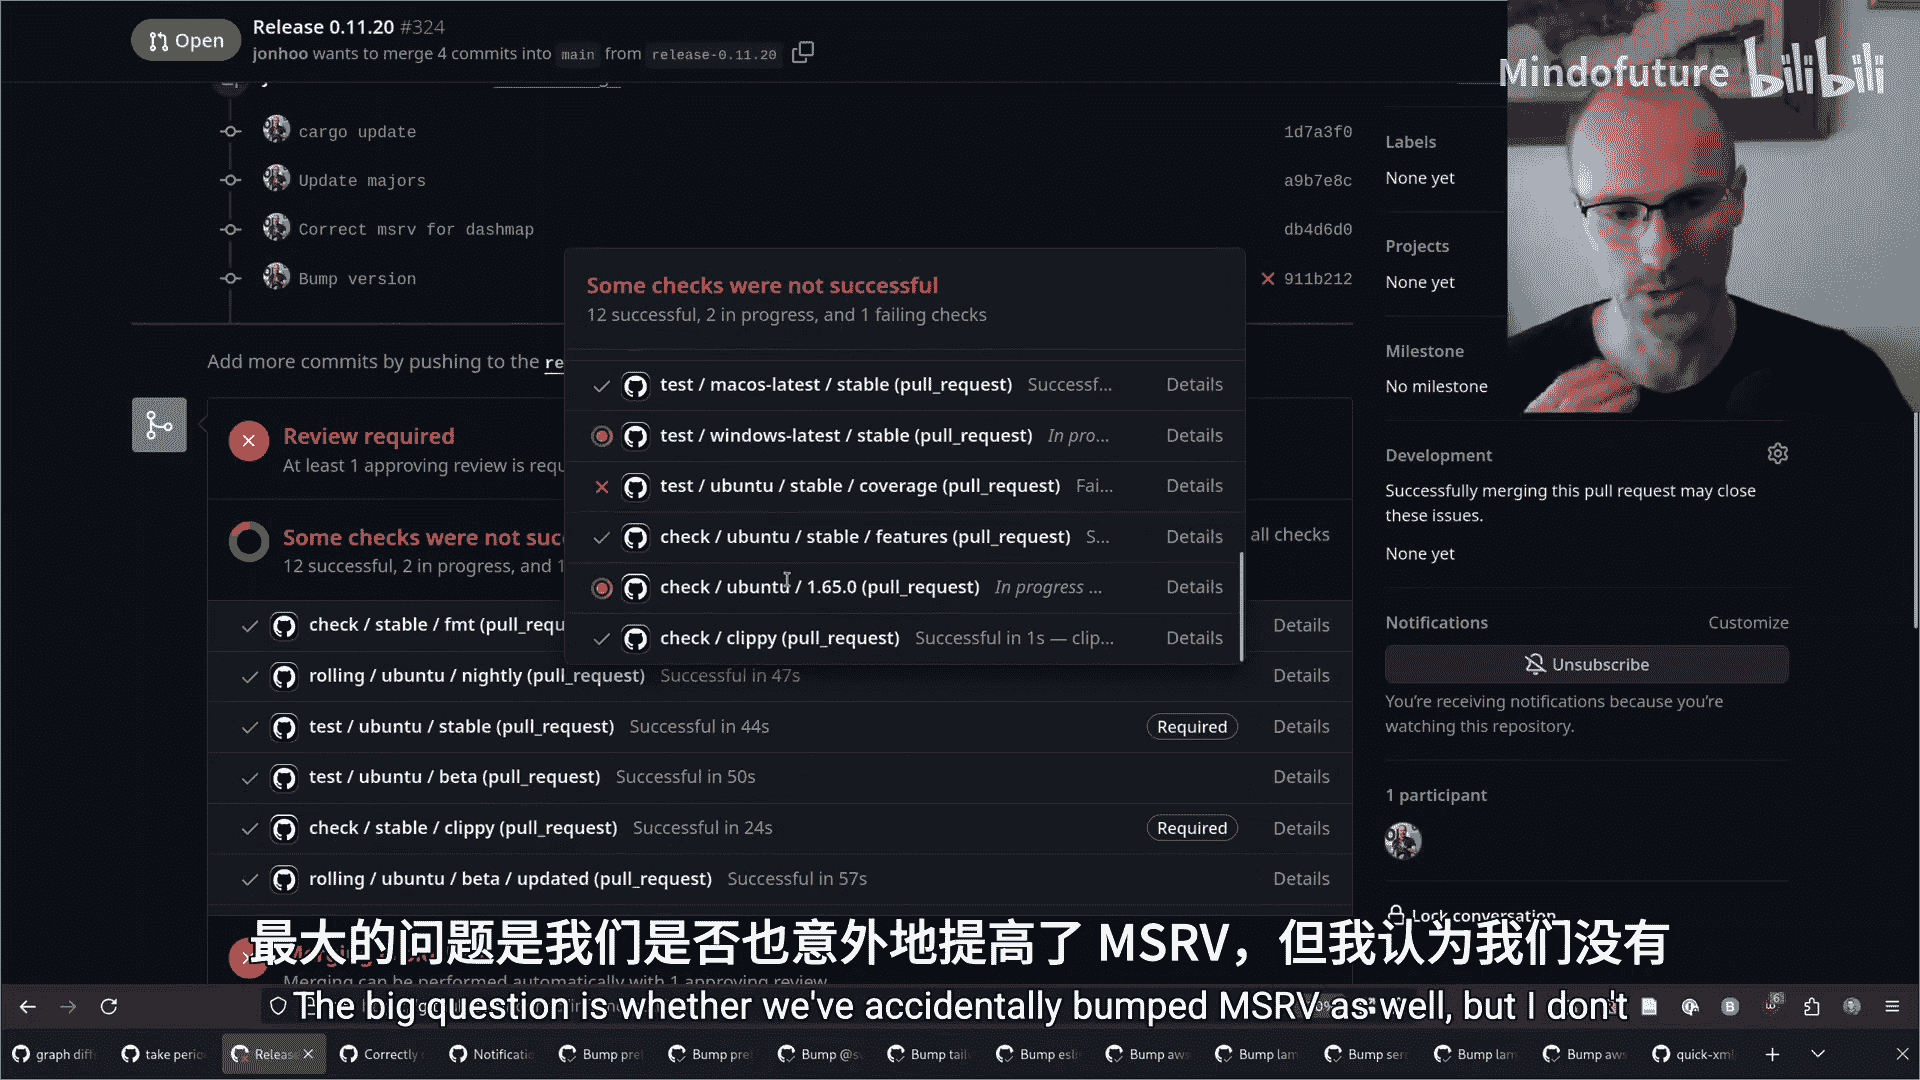 Open
Release 0.11.20 #324
jonhoo wants to merge 4 commits into main from release-0.11.20
Mindofuture bilibili
cargo update 1d7a3f0
Update majors a9b7e8c
Correct msrv for dashmap db4d6d0
Bump version 911b212
Add more commits by pushing to the re
Review required
At least 1 approving review is requ
Some checks were not suc
12 successful, 2 in progress, and 1
all checks
Some checks were not successful
12 successful, 2 in progress, and 1 failing checks
test / macos-latest / stable (pull_request) Successf... Details
test / windows-latest / stable (pull_request) In pro... Details
test / ubuntu / stable / coverage (pull_request) Fai... Details
check / ubuntu / stable / features (pull_request) S... Details
check / ubuntu / 1.65.0 (pull_request) In progress ... Details
check / clippy (pull_request) Successful in 1s — clip... Details
check / stable / fmt (pull_requ Details
rolling / ubuntu / nightly (pull_request) Successful in 47s Details
test / ubuntu / stable (pull_request) Successful in 44s Required Details
test / ubuntu / beta (pull_request) Successful in 50s Details
check / stable / clippy (pull_request) Successful in 24s Required Details
rolling / ubuntu / beta / updated (pull_request) Successful in 57s Details
Merging can be performed automatically with 1 approving review.
Labels
None yet
Projects
None yet
Milestone
No milestone
Development
Successfully merging this pull request may close
these issues.
None yet
Notifications Customize
Unsubscribe
You’re receiving notifications because you’re
watching this repository.
1 participant
Lock conversation
最大的问题是我们是否也意外地提高了 MSRV，但我认为我们没有
The big question is whether we've accidentally bumped MSRV as well, but I don't
graph diff
take perio
Release
Correctly
Notificatio
Bump pre
Bump pre
Bump @s
Bump tail
Bump esli
Bump aws
Bump lam
Bump ser
Bump lam
Bump aws
quick-xm